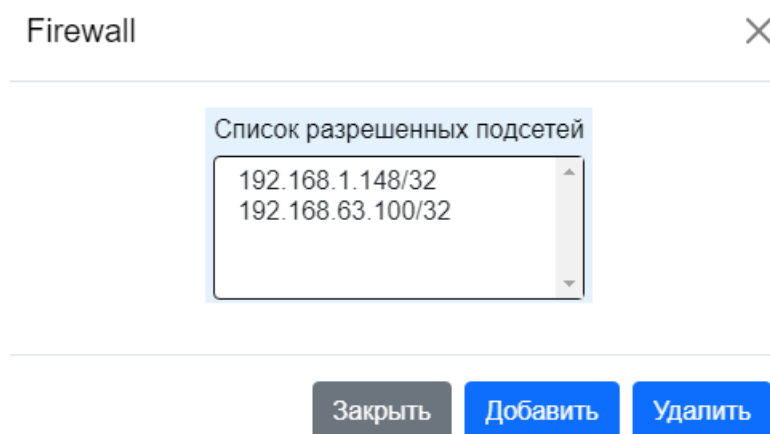 Firewall
Список разрешенных подсетей
192.168.1.148/32
192.168.63.100/32
Закрыть Добавить Удалить